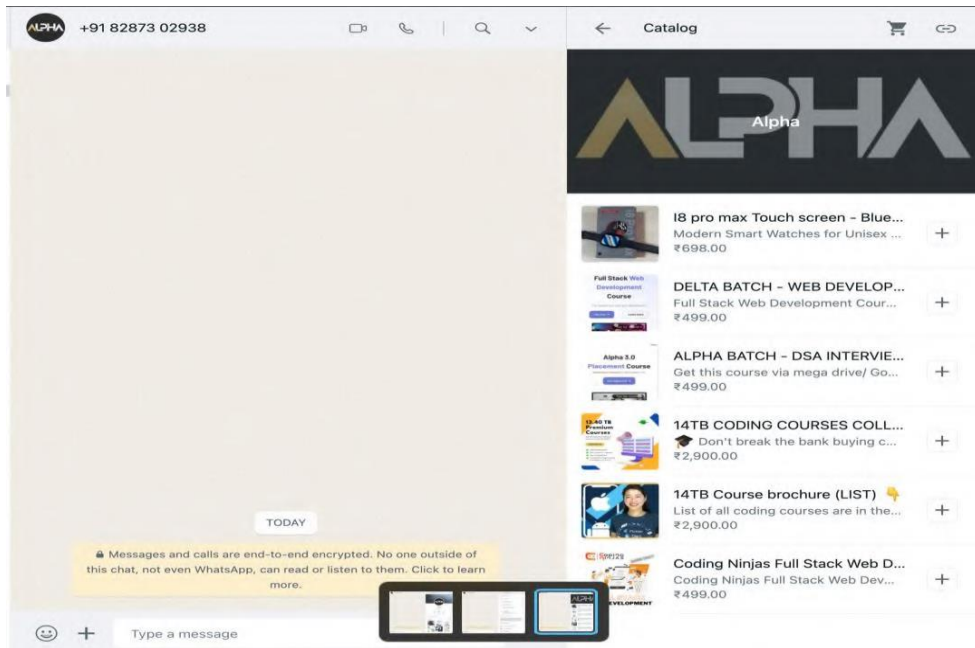 ALPHA
+91 82873 02938
TODAY
Messages and calls are end-to-end encrypted. No one outside of
this chat, not even WhatsApp, can read or listen to them. Click to learn
more.
Type a message
Catalog
ALPHA
Alpha
I8 pro max Touch screen - Blue...
Modern Smart Watches for Unisex ...
₹698.00
Full Stack Web
Development
Course
DELTA BATCH - WEB DEVELOP...
Full Stack Web Development Cour...
₹499.00
Alpha 3.0
Placement Course
ALPHA BATCH - DSA INTERVIE...
Get this course via mega drive/ Go...
₹499.00
12.40 TB
Premium
Courses
14TB CODING COURSES COLL...
🎓 Don't break the bank buying c...
₹2,900.00
14TB Course brochure (LIST) 👇
List of all coding courses are in the...
₹2,900.00
Coding Ninjas Full Stack Web D...
Coding Ninjas Full Stack Web Dev...
₹499.00